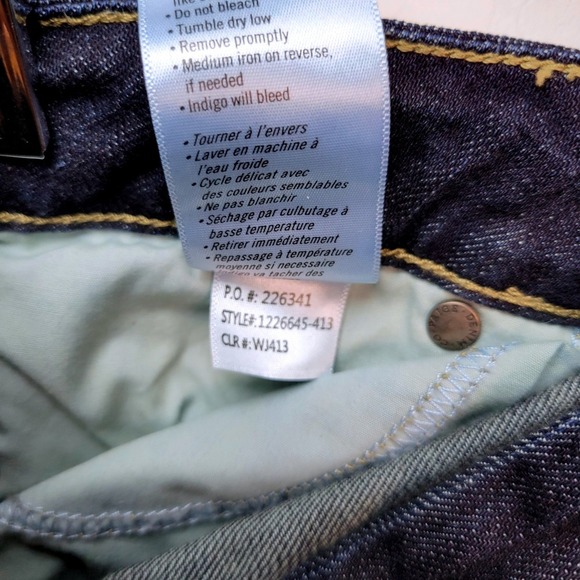 • Do not bleach
• Tumble dry low
• Remove promptly
• Medium iron on reverse,
if needed
• Indigo will bleed
• Tourner à l'envers
• Laver en machine à
l'eau froide
• Cycle délicat avec
des couleurs semblables
• Ne pas blanchir
• Séchage par culbutage à
basse temperature
• Retirer immédiatement
• Repassage à température
moyenne si necessaire
P.O. #: 226341
STYLE#: 1226645-413
CLR #: WJ413
PAIGE DENIM